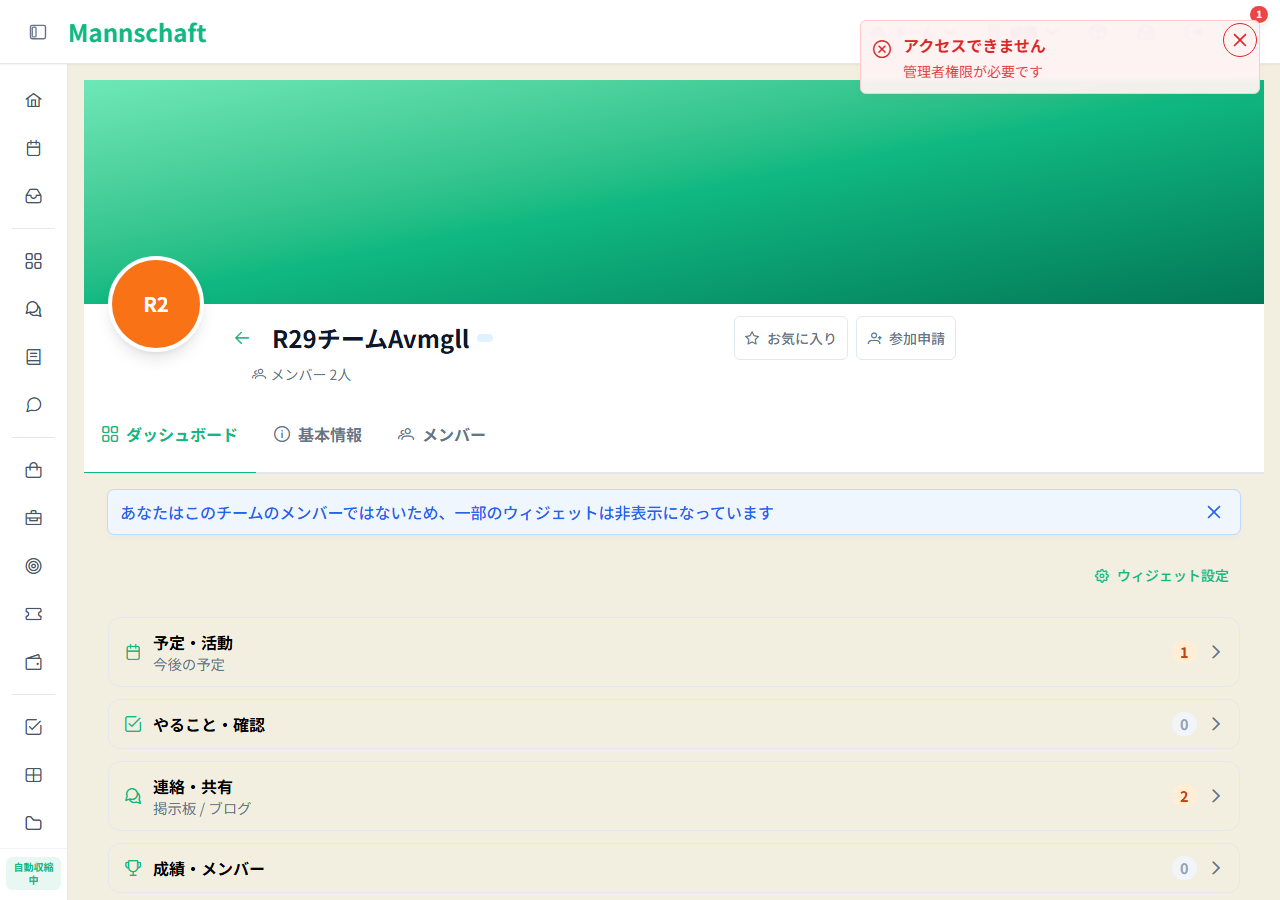 Mannschaft
1
アクセスできません
管理者権限が必要です
R2
R29チームAvmgll
お気に入り
参加申請
メンバー 2人
ダッシュボード
基本情報
メンバー
あなたはこのチームのメンバーではないため、一部のウィジェットは非表示になっています
ウィジェット設定
予定・活動
今後の予定
1
やること・確認
0
連絡・共有
掲示板 / ブログ
2
成績・メンバー
0
自動収縮
中